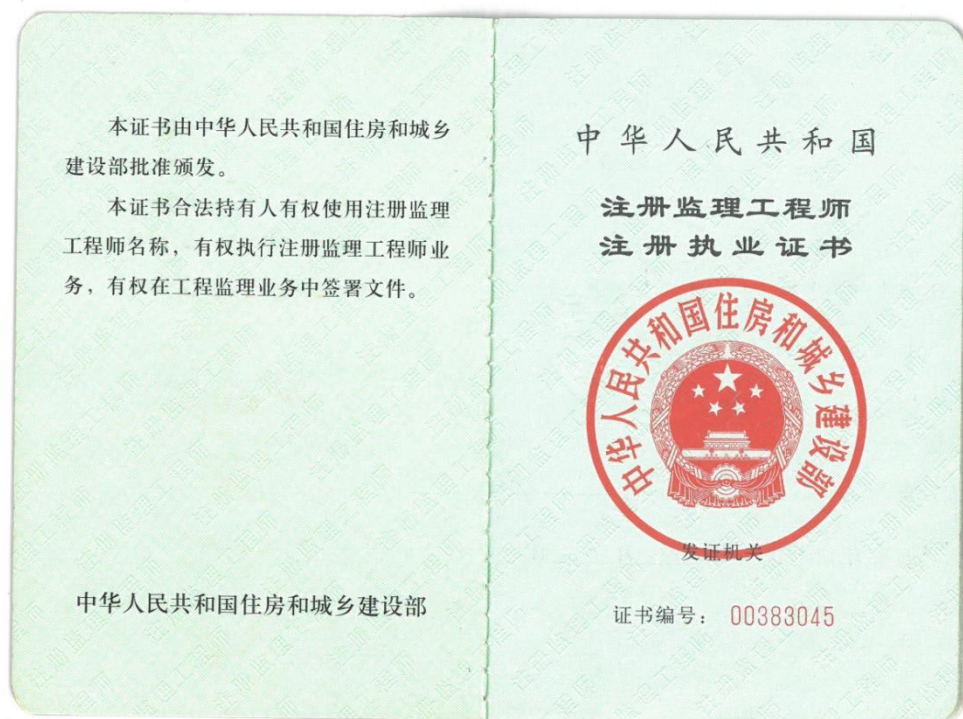 本证书由中华人民共和国住房和城乡
建设部批准颁发。
本证书合法持有人有权使用注册监理
工程师名称，有权执行注册监理工程师业
务，有权在工程监理业务中签署文件。
中华人民共和国住房和城乡建设部
中华人民共和国
注册监理工程师
注册执业证书
中华人民共和国住房和城乡建设部
发证机关
证书编号： 00383045